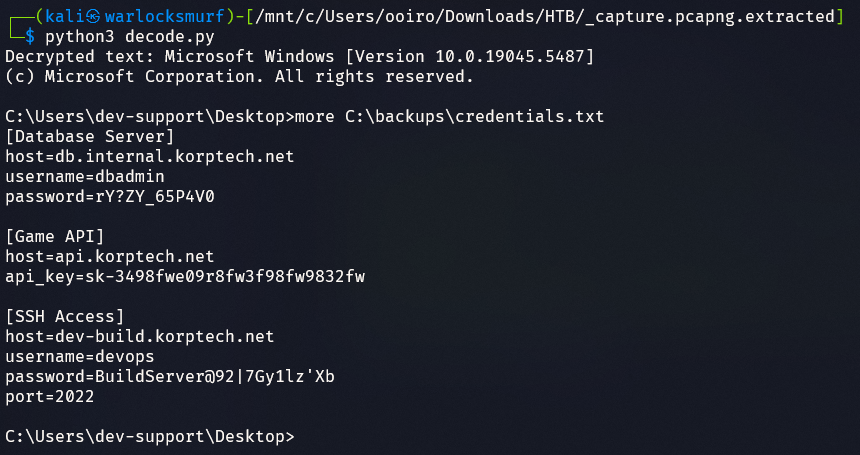 ┌──(kali㉿warlocksmurf)-[/mnt/c/Users/ooiro/Downloads/HTB/_capture.pcapng.extracted]
└─$ python3 decode.py
Decrypted text: Microsoft Windows [Version 10.0.19045.5487]
(c) Microsoft Corporation. All rights reserved.

C:\Users\dev-support\Desktop>more C:\backups\credentials.txt
[Database Server]
host=db.internal.korptech.net
username=dbadmin
password=rY?ZY_65P4V0

[Game API]
host=api.korptech.net
api_key=sk-3498fwe09r8fw3f98fw9832fw

[SSH Access]
host=dev-build.korptech.net
username=devops
password=BuildServer@92|7Gy1lz'Xb
port=2022

C:\Users\dev-support\Desktop>